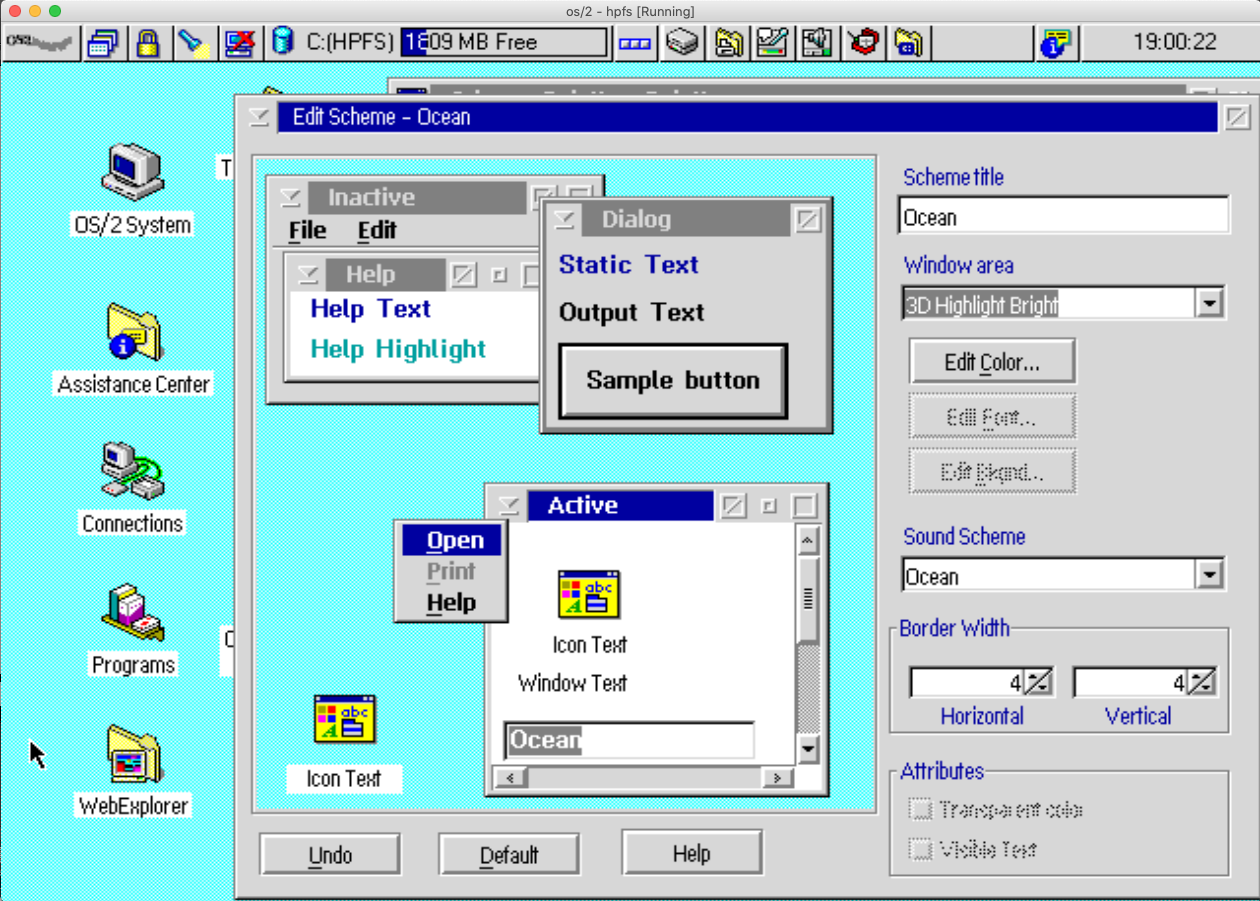 os/2 - hpfs [Running]
C:(HPFS) 1809 MB Free
19:00:22
Edit Scheme - Ocean
OS/2 System
Assistance Center
Connections
Programs
WebExplorer
T
Inactive
File Edit
Help
Help Text
Help Highlight
Dialog
Static Text
Output Text
Sample button
Active
Open
Print
Help
Icon Text
Window Text
Ocean
Icon Text
Undo
Default
Help
Scheme title
Ocean
Window area
3D Highlight Bright
Edit Color...
Edit Font...
Edit Bkgnd...
Sound Scheme
Ocean
Border Width
4
4
Horizontal
Vertical
Attributes
Transparent color
Visible Text